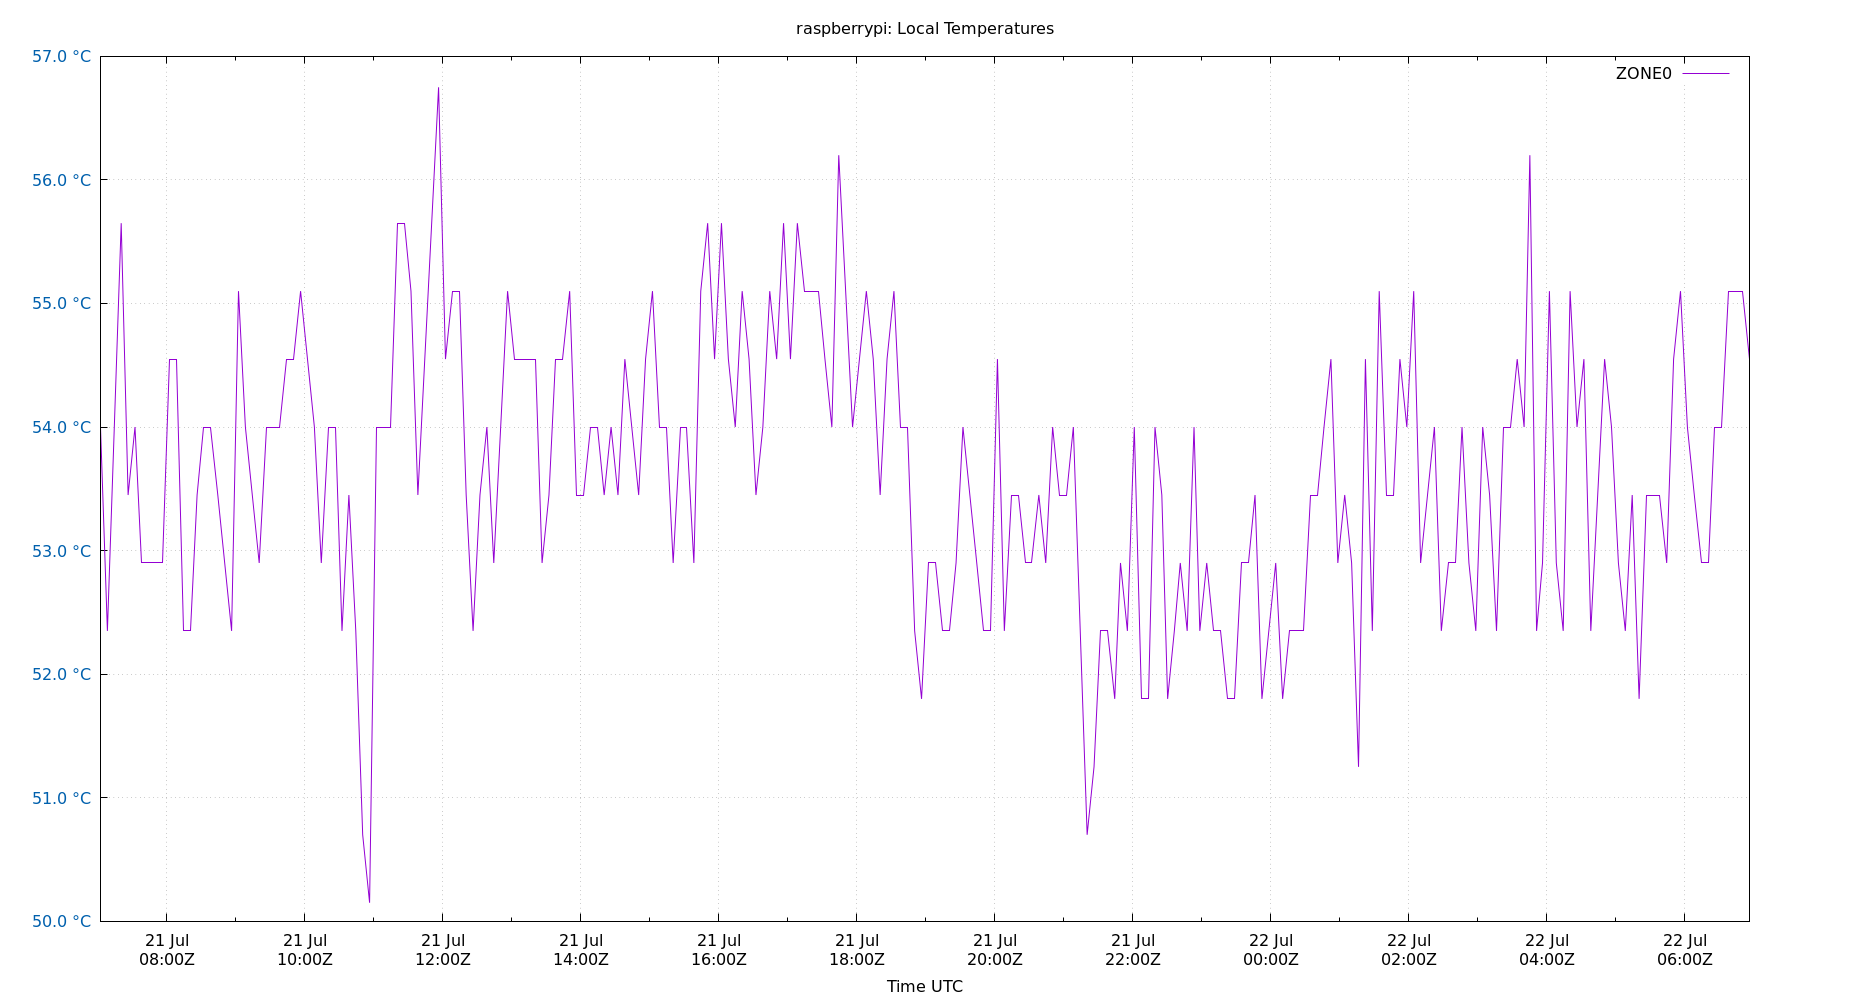 raspberrypi: Local Temperatures
57.0 °C
ZONE0
56.0 °C
55.0 °C
54.0 °C
53.0 °C
52.0 °C
51.0 °C
50.0 °C
21 Jul 21 Jul 21 Jul 21 Jul 21 Jul 21 Jul 21 Jul 21 Jul 22 Jul 22 Jul 22 Jul 22 Jul
08:00Z 10:00Z 12:00Z 14:00Z 16:00Z 18:00Z 20:00Z 22:00Z 00:00Z 02:00Z 04:00Z 06:00Z
Time UTC